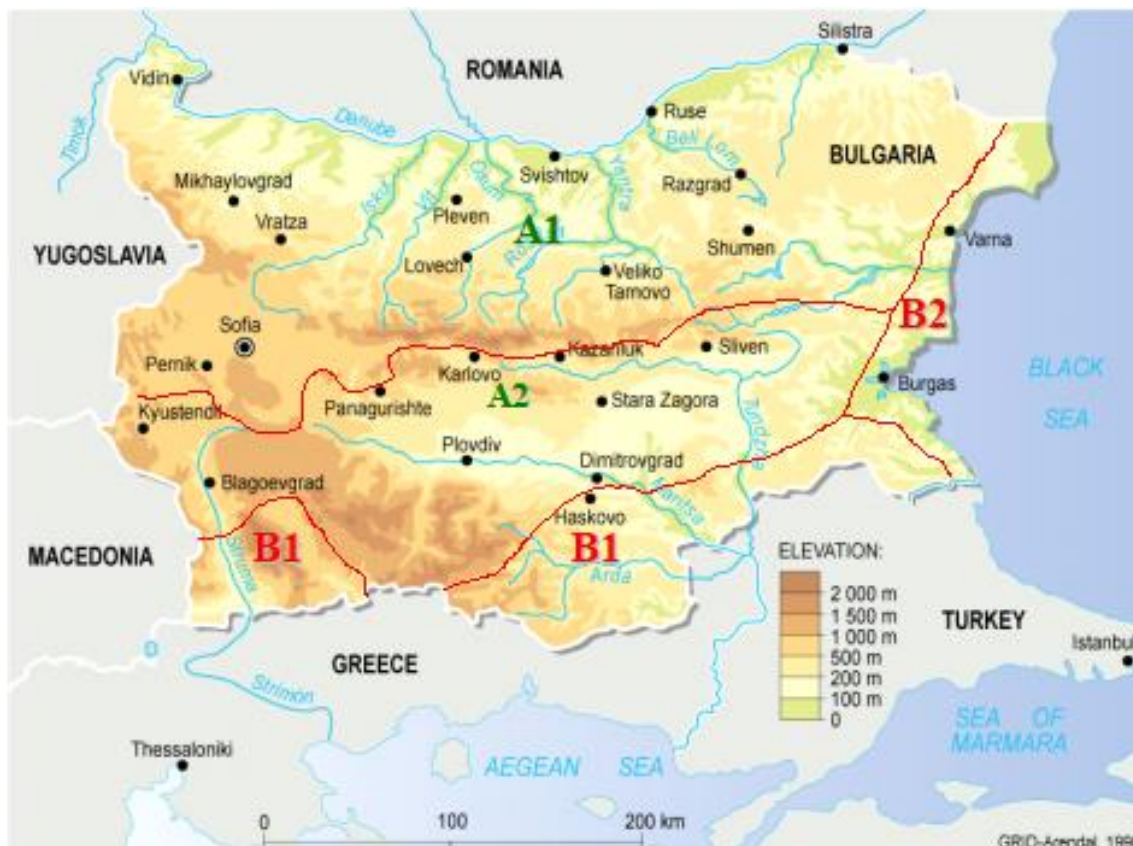 Silistra
ROMANIA
Vidin
Timok
Danube
Ruse
Beli Lom
BULGARIA
Svishtov
Yantra
Razgrad
Mikhaylovgrad
Iskar
Vit
Osum
Pleven
A1
Vratza
Shumen
Varna
YUGOSLAVIA
Lovech
Veliko
Tarnovo
B2
Sofia
Pernik
Karlovo
Kazanluk
Sliven
BLACK
SEA
Burgas
Kyustendil
Panagurishte
A2
Stara Zagora
Tundzha
Plovdiv
Dimitrovgrad
Blagoevgrad
Maritsa
Haskovo
MACEDONIA
Struma
B1
B1
Arda
ELEVATION:
2 000 m
1 500 m
1 000 m
500 m
200 m
100 m
0
TURKEY
Istanbul
GREECE
Strimon
SEA OF
MARMARA
Thessaloniki
AEGEAN SEA
0 100 200 km